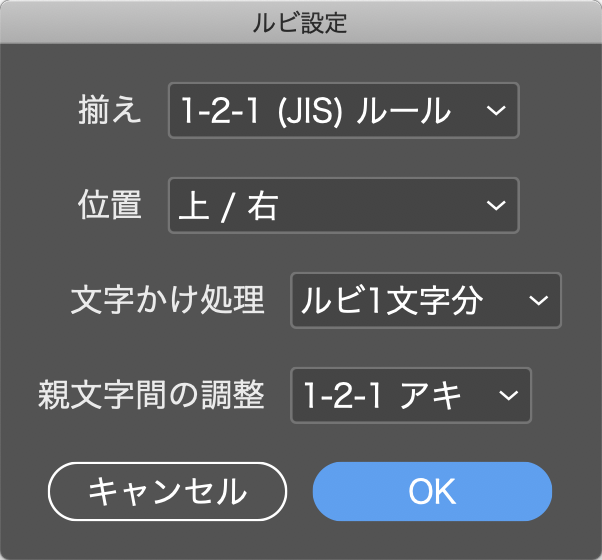 ルビ設定
揃え 1-2-1 (JIS) ルール
位置 上 / 右
文字かけ処理 ルビ1文字分
親文字間の調整 1-2-1 アキ
キャンセル OK